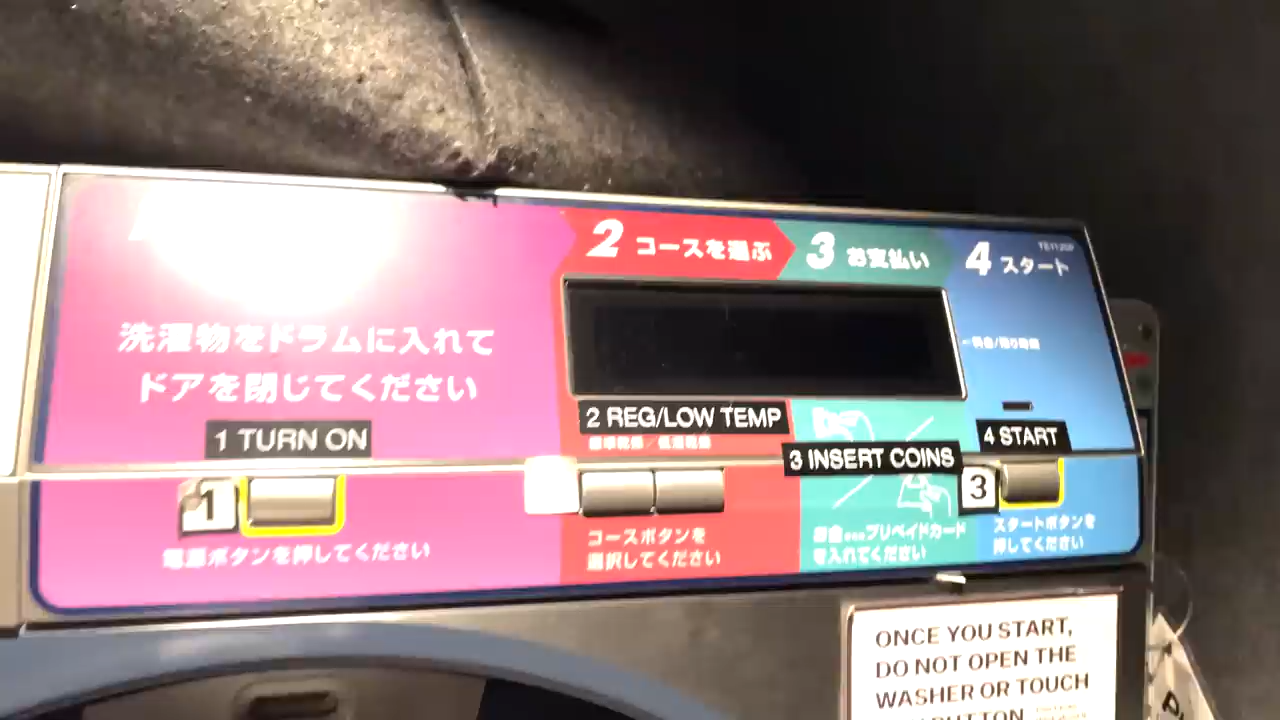 2 コースを選ぶ
3 お支払い
4 スタート
洗濯物をドラムに入れて
ドアを閉じてください
1 TURN ON
2 REG/LOW TEMP
標準乾燥/低温乾燥
3 INSERT COINS
4 START
1
3
電源ボタンを押してください
コースボタンを
選択してください
プリペイドカード
を入れてください
スタートボタンを
押してください
ONCE YOU START,
DO NOT OPEN THE
WASHER OR TOUCH
BUTTON